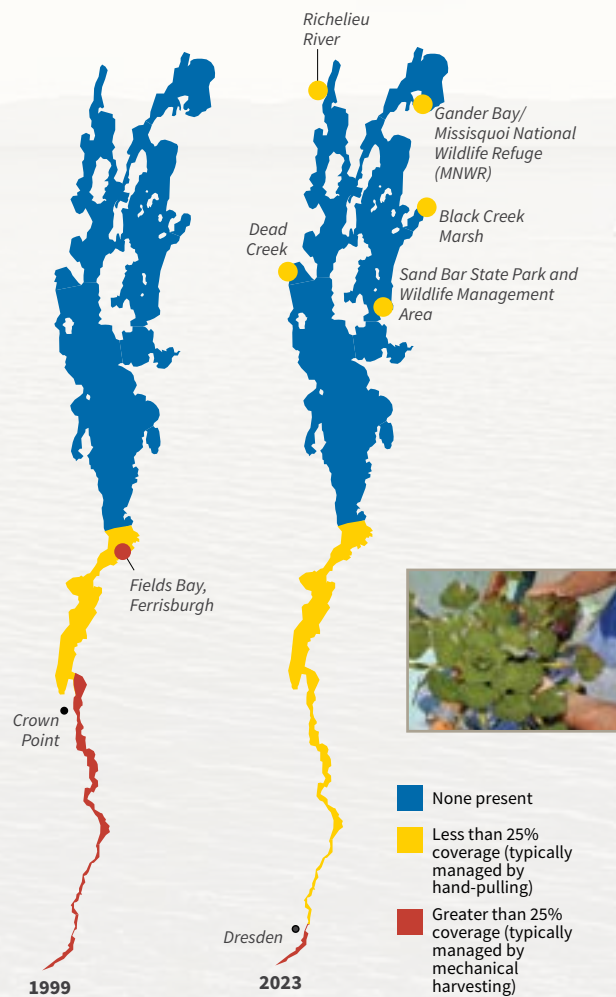 Richelieu
River
Gander Bay/
Missisquoi National
Wildlife Refuge
(MNWR)
Black Creek
Marsh
Dead
Creek
Sand Bar State Park and
Wildlife Management
Area
Fields Bay,
Ferrisburgh
Crown
Point
None present
Less than 25%
coverage (typically
managed by
hand-pulling)
Greater than 25%
coverage (typically
managed by
mechanical
harvesting)
Dresden
1999
2023